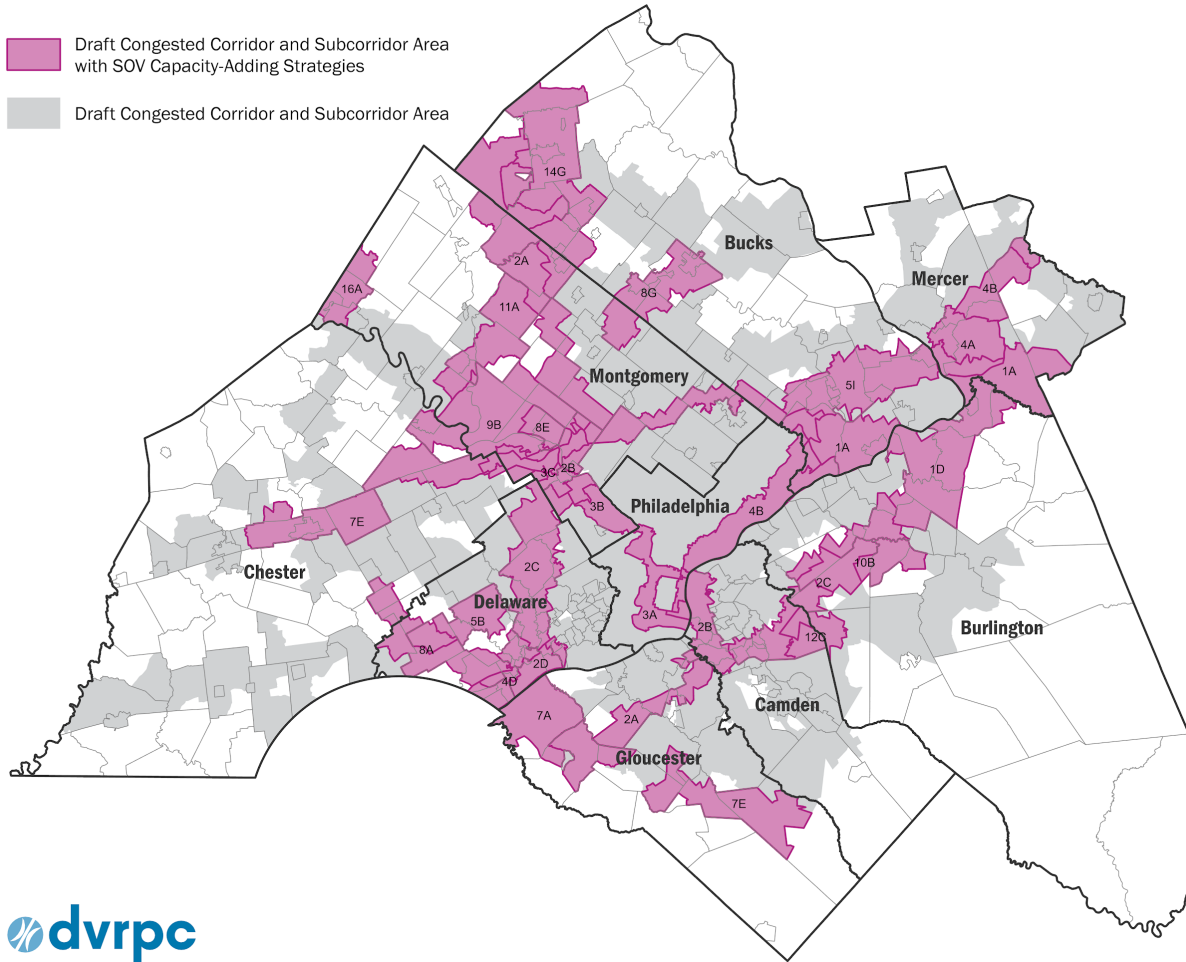 Draft Congested Corridor and Subcorridor Area
with SOV Capacity-Adding Strategies
Draft Congested Corridor and Subcorridor Area
14G
Bucks
2A
Mercer
16A
8G
4B
11A
4A
1A
Montgomery
5I
9B
8E
1A
3C
2B
1D
3B
Philadelphia
4B
7E
10B
Chester
2C
2C
Delaware
5B
3A
2B
12C
Burlington
8A
2D
4D
Camden
7A
2A
Gloucester
7E
dvrpc